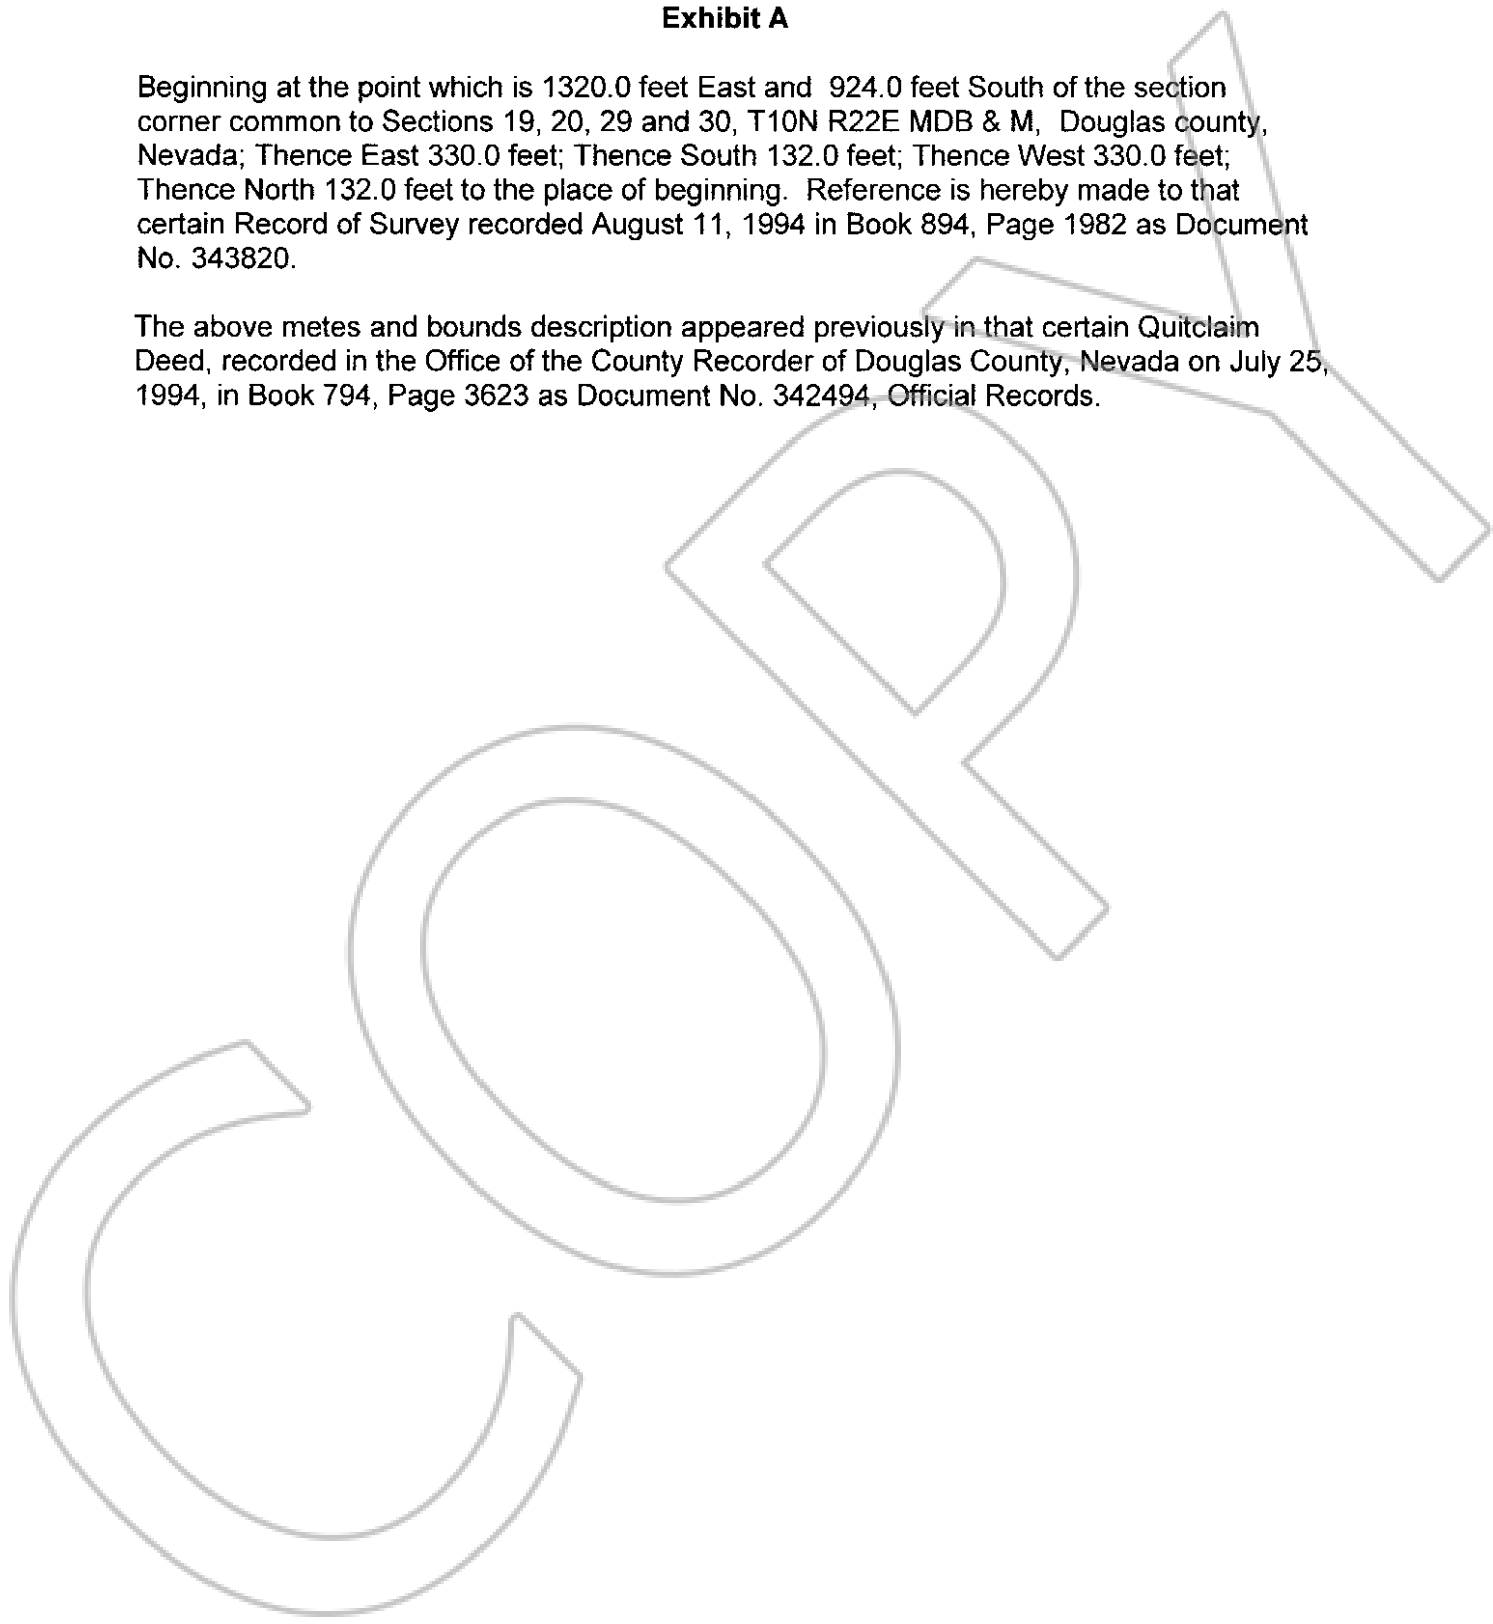 Exhibit A
Beginning at the point which is 1320.0 feet East and  924.0 feet South of the section
corner common to Sections 19, 20, 29 and 30, T10N R22E MDB & M,  Douglas county,
Nevada; Thence East 330.0 feet; Thence South 132.0 feet; Thence West 330.0 feet;
Thence North 132.0 feet to the place of beginning.  Reference is hereby made to that
certain Record of Survey recorded August 11, 1994 in Book 894, Page 1982 as Document
No. 343820.
The above metes and bounds description appeared previously in that certain Quitclaim
Deed, recorded in the Office of the County Recorder of Douglas County, Nevada on July 25,
1994, in Book 794, Page 3623 as Document No. 342494, Official Records.
COPY